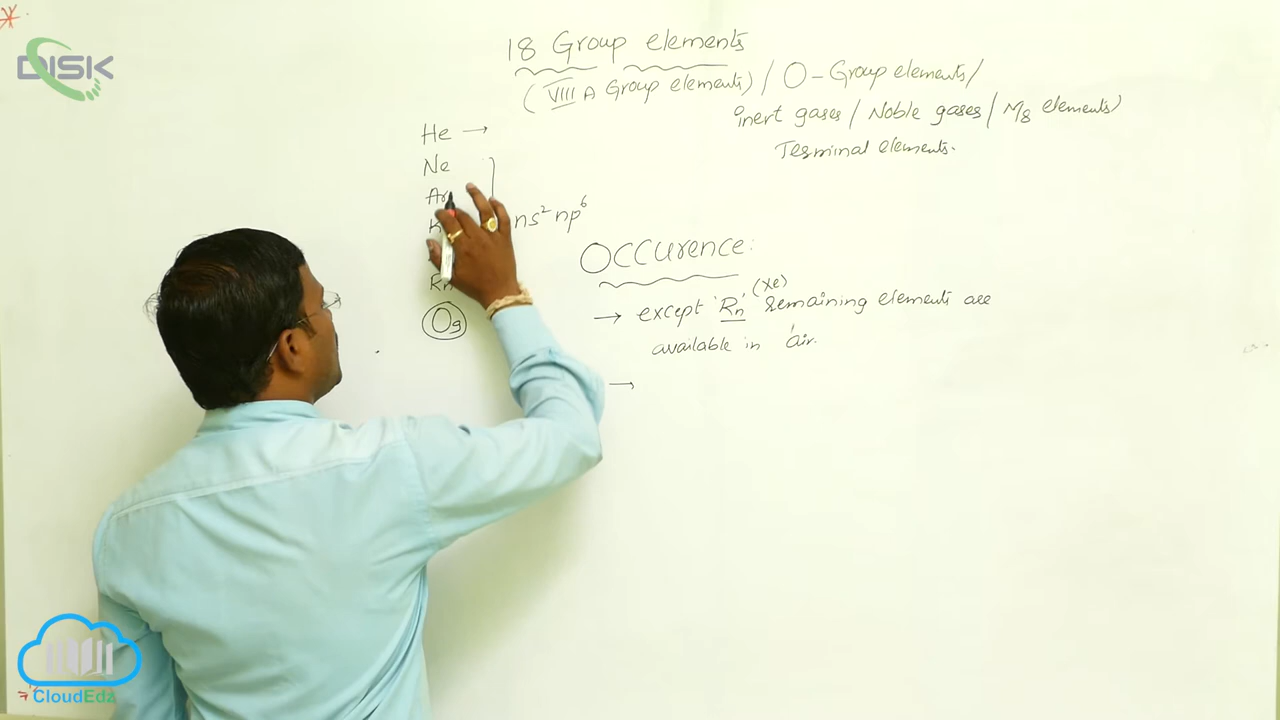 DISK
18 Group elements
(VIII A Group elements) / O-Group elements/
inert gases / Noble gases / M8 elements
Terminal elements.
He →
Ne
Ar
K
Rn
Og
ns² np⁶
Occurence:
→ except 'Rn' (Xe) remaining elements are
available in air.
→
CloudEdz